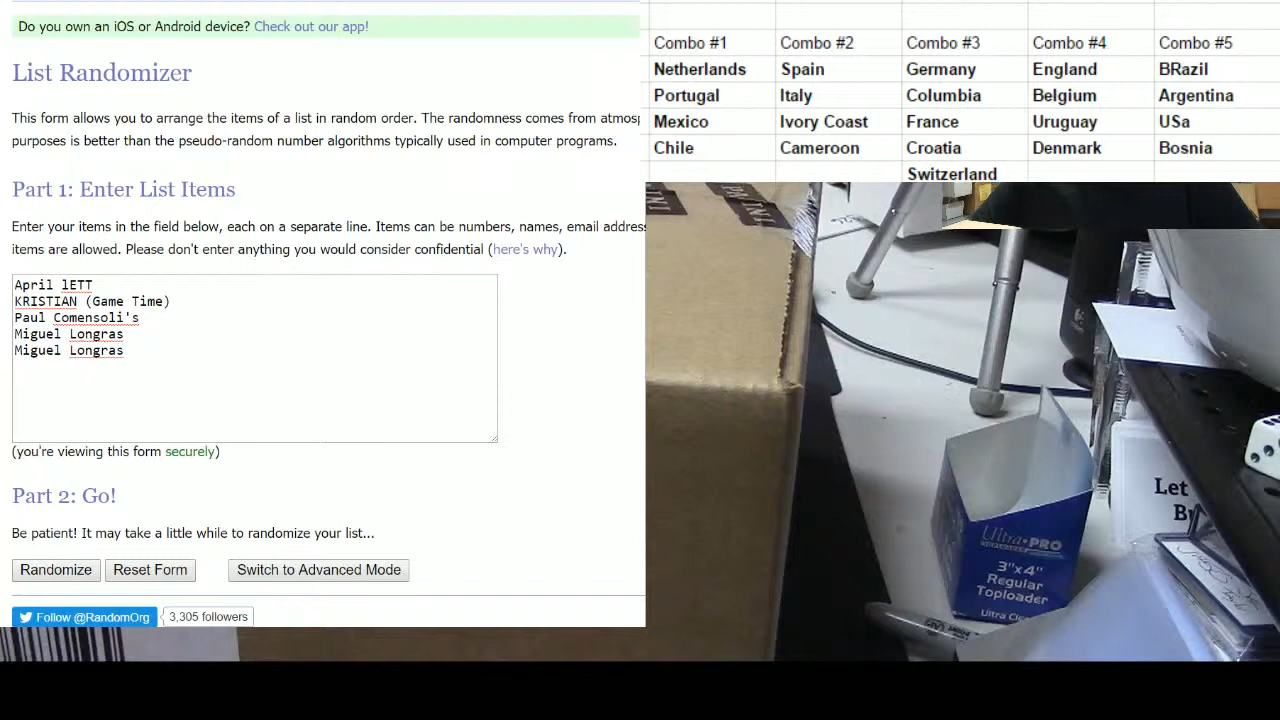 Do you own an iOS or Android device? Check out our app!
List Randomizer
This form allows you to arrange the items of a list in random order. The randomness comes from atmosp
purposes is better than the pseudo-random number algorithms typically used in computer programs.
Part 1: Enter List Items
Enter your items in the field below, each on a separate line. Items can be numbers, names, email address
items are allowed. Please don't enter anything you would consider confidential (here's why).
April lETT
KRISTIAN (Game Time)
Paul Comensoli's
Miguel Longras
Miguel Longras
(you're viewing this form securely)
Part 2: Go!
Be patient! It may take a little while to randomize your list...
Randomize Reset Form Switch to Advanced Mode
Follow @RandomOrg 3,305 followers
Combo #1 Combo #2 Combo #3 Combo #4 Combo #5
Netherlands Spain Germany England BRazil
Portugal Italy Columbia Belgium Argentina
Mexico Ivory Coast France Uruguay USa
Chile Cameroon Croatia Denmark Bosnia
Switzerland
PANINI
Let
Ultra•PRO
3"x4"
Regular
Toploader